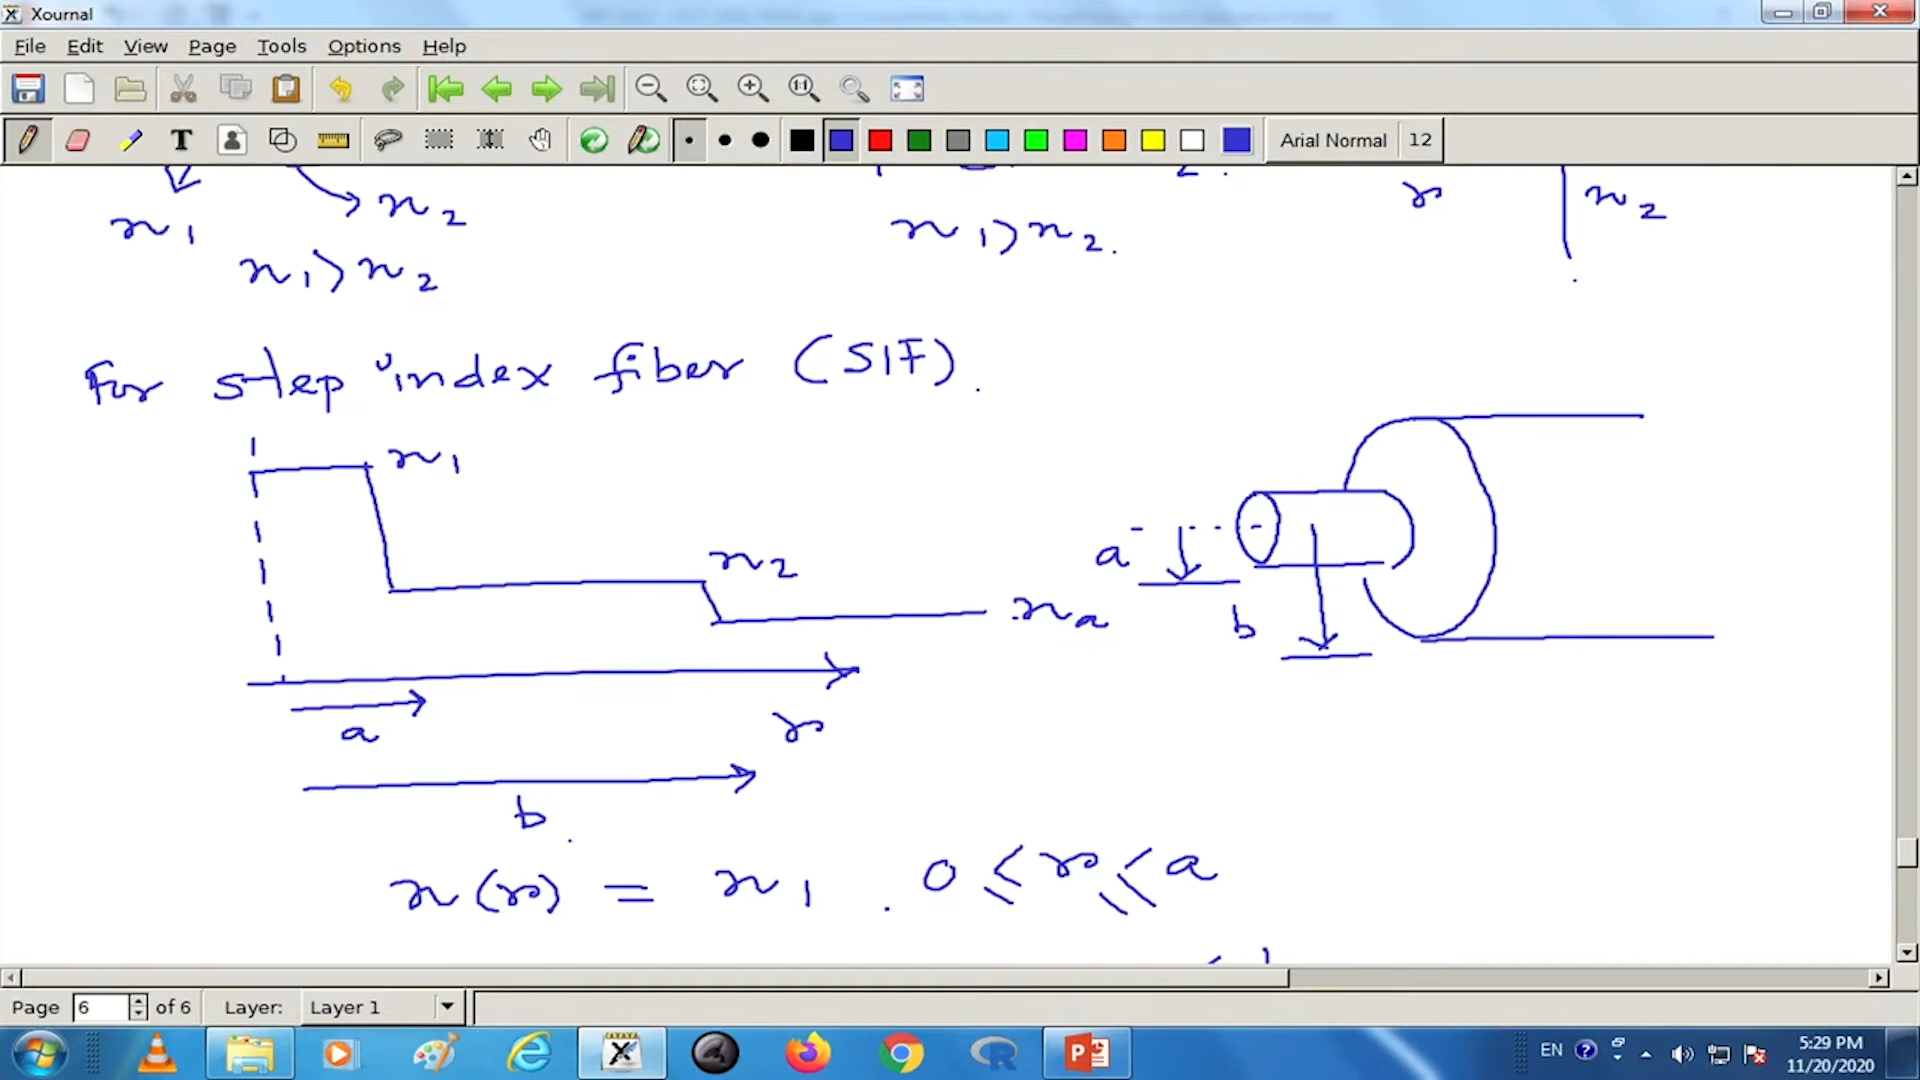 Xournal
File Edit View Page Tools Options Help
Arial Normal 12
n1
n2
n1>n2
n1>n2.
r
n2
For step index fiber (SIF).
n1
n2
na
a
r
b
a
b
n(r) = n1 . 0 ≤ r ≤ a
Page 6 of 6 Layer: Layer 1
EN
5:29 PM
11/20/2020